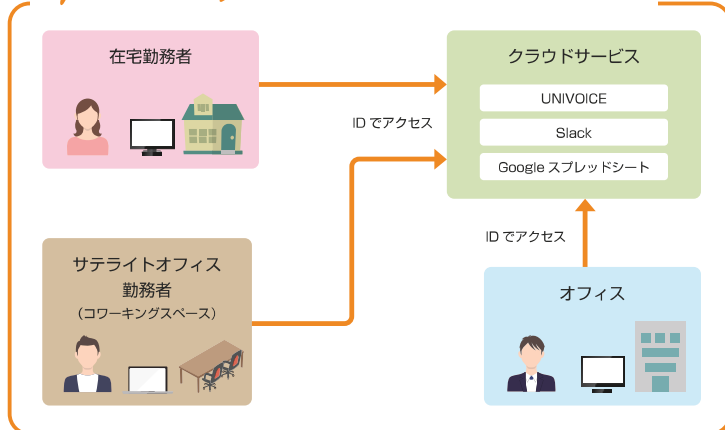 在宅勤務者
クラウドサービス
UNIVOICE
Slack
Google スプレッドシート
ID でアクセス
サテライトオフィス
勤務者
（コワーキングスペース）
ID でアクセス
オフィス